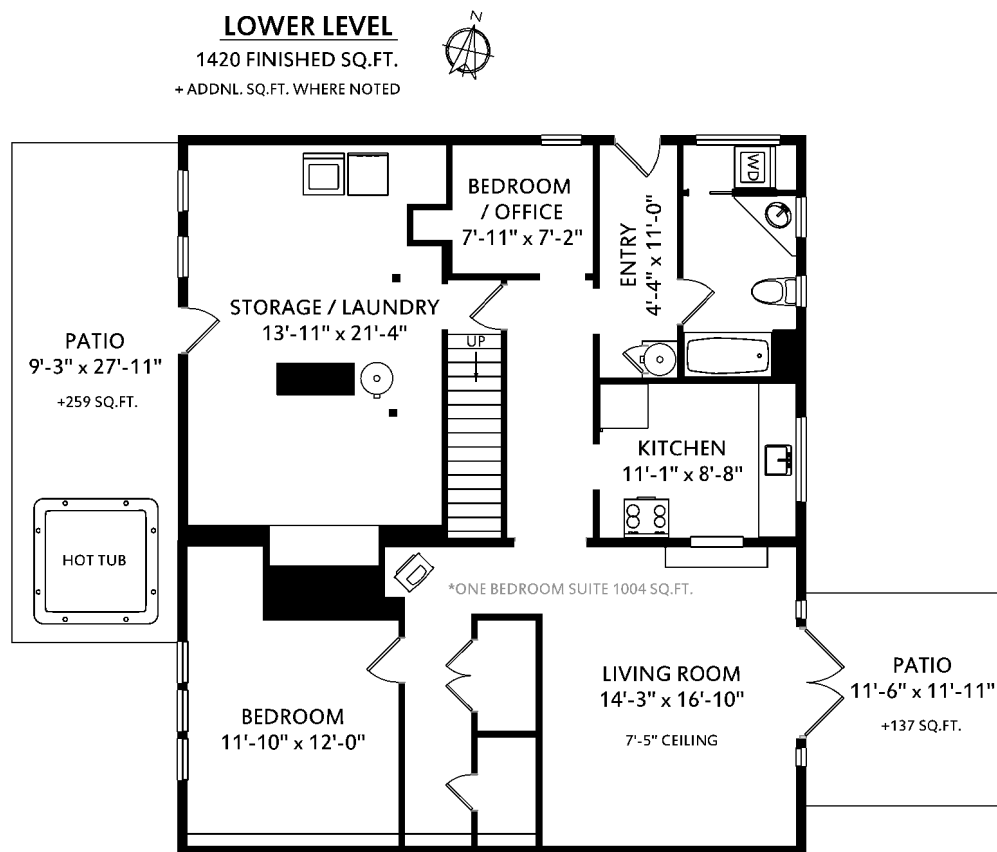 LOWER LEVEL
1420 FINISHED SQ.FT.
+ ADDNL. SQ.FT. WHERE NOTED
N
BEDROOM
/ OFFICE
7'-11" x 7'-2"
ENTRY
4'-4" x 11'-0"
WD
STORAGE / LAUNDRY
13'-11" x 21'-4"
UP
PATIO
9'-3" x 27'-11"
+259 SQ.FT.
KITCHEN
11'-1" x 8'-8"
HOT TUB
*ONE BEDROOM SUITE 1004 SQ.FT.
BEDROOM
11'-10" x 12'-0"
LIVING ROOM
14'-3" x 16'-10"
7'-5" CEILING
PATIO
11'-6" x 11'-11"
+137 SQ.FT.